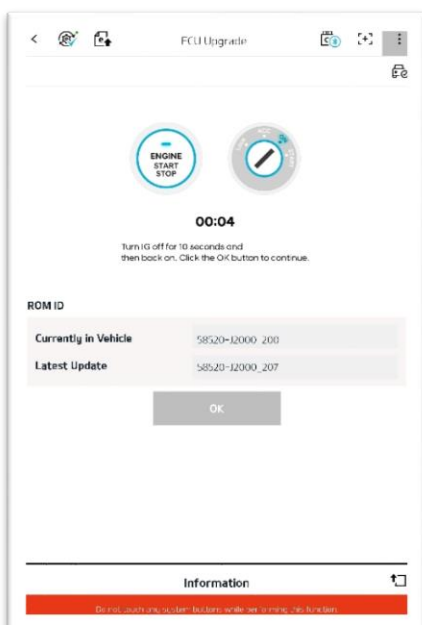 ECU Upgrade
ENGINE
START
STOP
ACC
00:04
Turn IG off for 10 seconds and
then back on. Click the OK button to continue.
ROM ID
Currently in Vehicle 58520-J2000_200
Latest Update 58520-J2000_207
OK
Information
Do not touch any system buttons while performing this function.